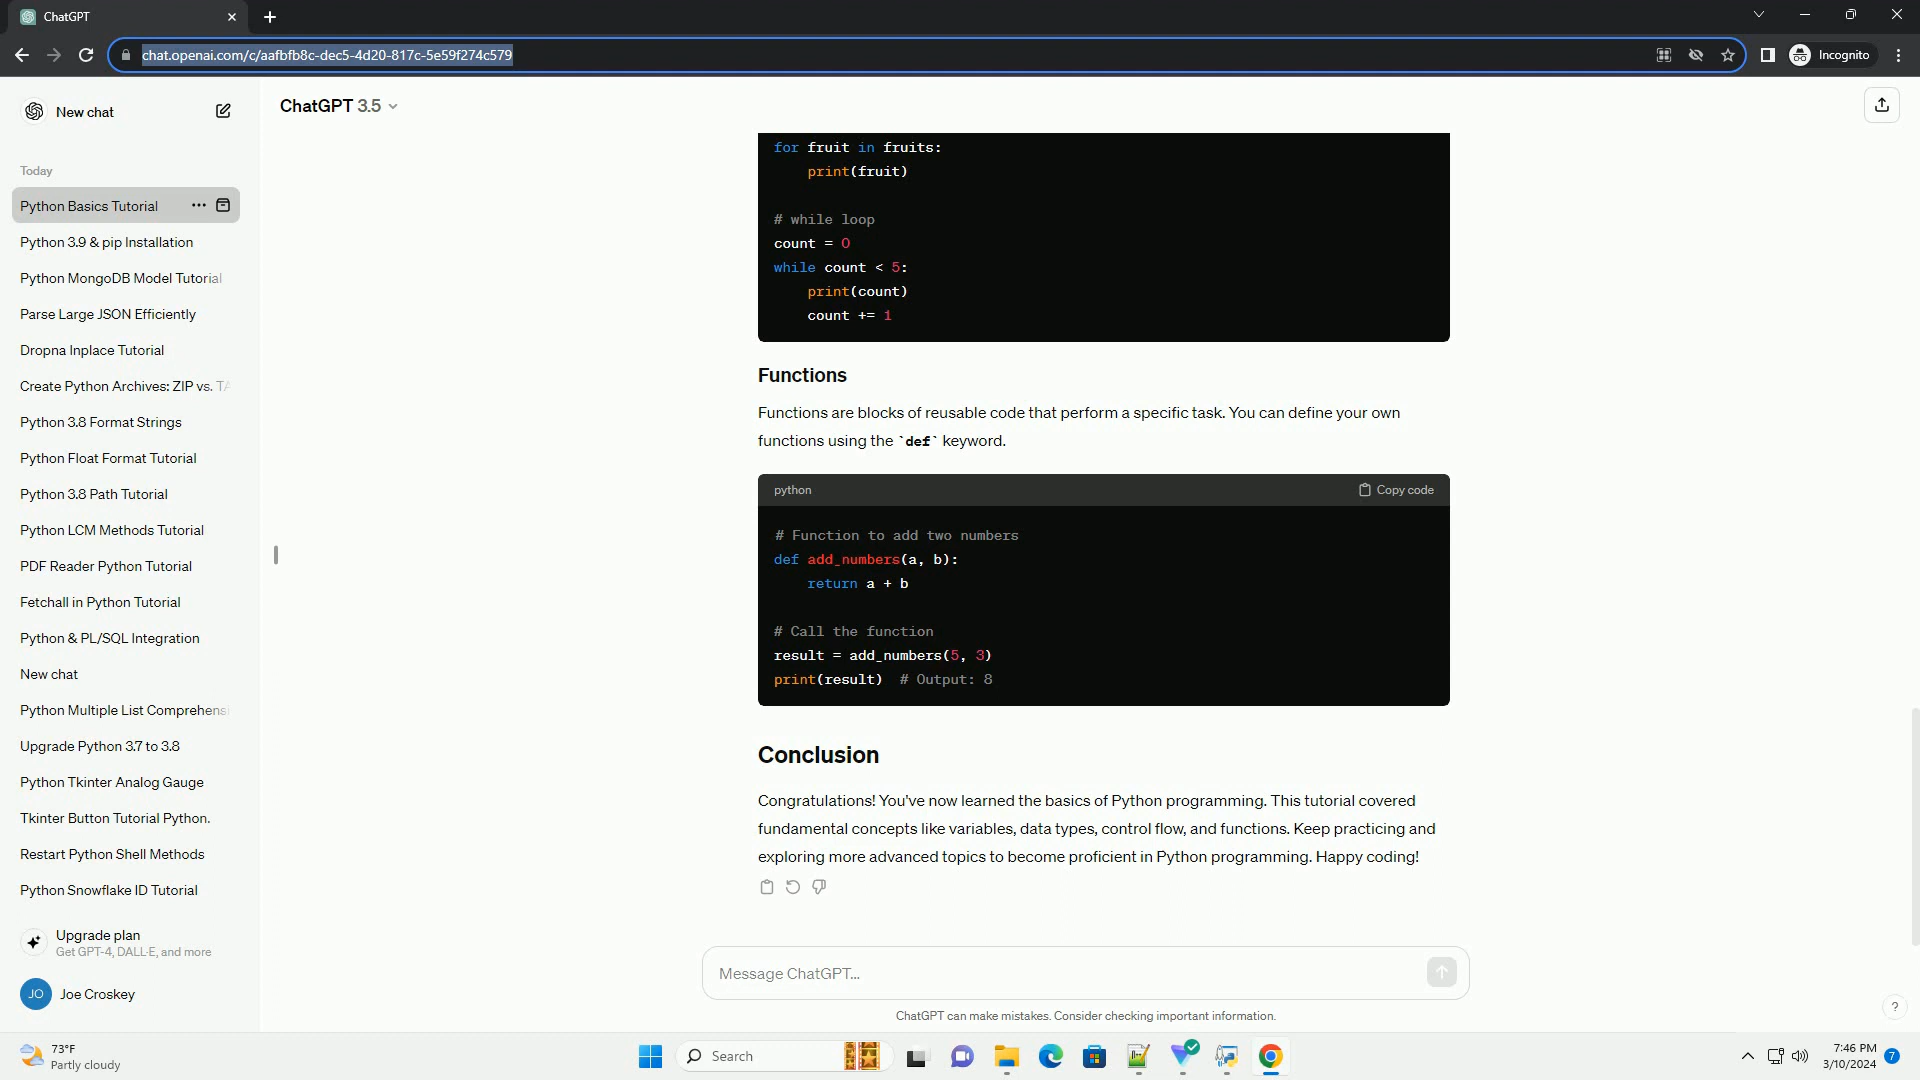 ChatGPT
chat.openai.com/c/aafbfb8c-dec5-4d20-817c-5e59f274c579
Incognito
New chat
Today
Python Basics Tutorial
Python 3.9 & pip Installation
Python MongoDB Model Tutorial
Parse Large JSON Efficiently
Dropna Inplace Tutorial
Create Python Archives: ZIP vs. TA
Python 3.8 Format Strings
Python Float Format Tutorial
Python 3.8 Path Tutorial
Python LCM Methods Tutorial
PDF Reader Python Tutorial
Fetchall in Python Tutorial
Python & PL/SQL Integration
New chat
Python Multiple List Comprehensi
Upgrade Python 3.7 to 3.8
Python Tkinter Analog Gauge
Tkinter Button Tutorial Python.
Restart Python Shell Methods
Python Snowflake ID Tutorial
Upgrade plan
Get GPT-4, DALL·E, and more
JO Joe Croskey
ChatGPT 3.5
for fruit in fruits:
    print(fruit)
# while loop
count = 0
while count < 5:
    print(count)
    count += 1
Functions
Functions are blocks of reusable code that perform a specific task. You can define your own
functions using the `def` keyword.
python Copy code
# Function to add two numbers
def add_numbers(a, b):
    return a + b
# Call the function
result = add_numbers(5, 3)
print(result)  # Output: 8
Conclusion
Congratulations! You've now learned the basics of Python programming. This tutorial covered
fundamental concepts like variables, data types, control flow, and functions. Keep practicing and
exploring more advanced topics to become proficient in Python programming. Happy coding!
Message ChatGPT...
ChatGPT can make mistakes. Consider checking important information.
?
73°F
Partly cloudy
Search
7:46 PM
3/10/2024
7